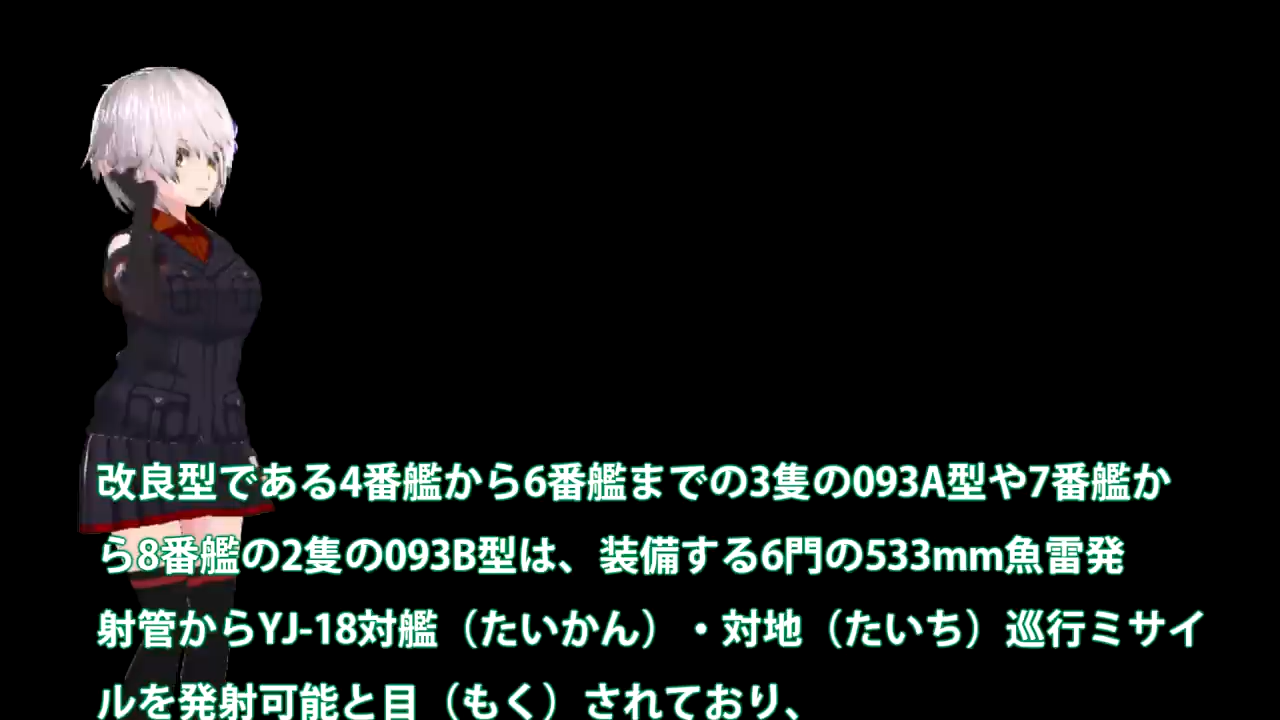 改良型である4番艦から6番艦までの3隻の093A型や7番艦か
ら8番艦の2隻の093B型は、装備する6門の533mm魚雷発
射管からYJ-18対艦（たいかん）・対地（たいち）巡行ミサイ
ルを発射可能と目（もく）されており、